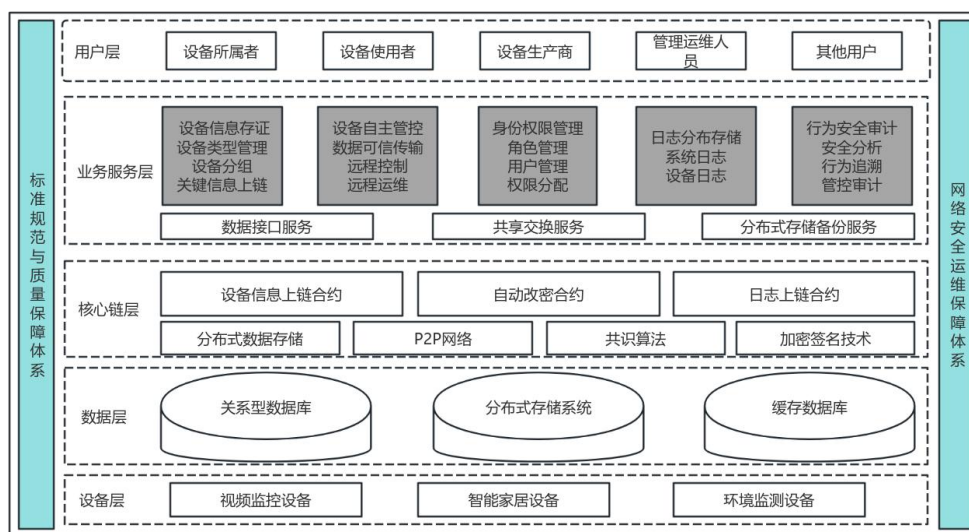 标准规范与质量保障体系
用户层
设备所属者
设备使用者
设备生产商
管理运维人
员
其他用户
业务服务层
设备信息存证
设备类型管理
设备分组
关键信息上链
设备自主管控
数据可信传输
远程控制
远程运维
身份权限管理
角色管理
用户管理
权限分配
日志分布存储
系统日志
设备日志
行为安全审计
安全分析
行为追溯
管控审计
数据接口服务
共享交换服务
分布式存储备份服务
核心链层
设备信息上链合约
自动改密合约
日志上链合约
分布式数据存储
P2P网络
共识算法
加密签名技术
数据层
关系型数据库
分布式存储系统
缓存数据库
设备层
视频监控设备
智能家居设备
环境监测设备
网络安全运维保障体系